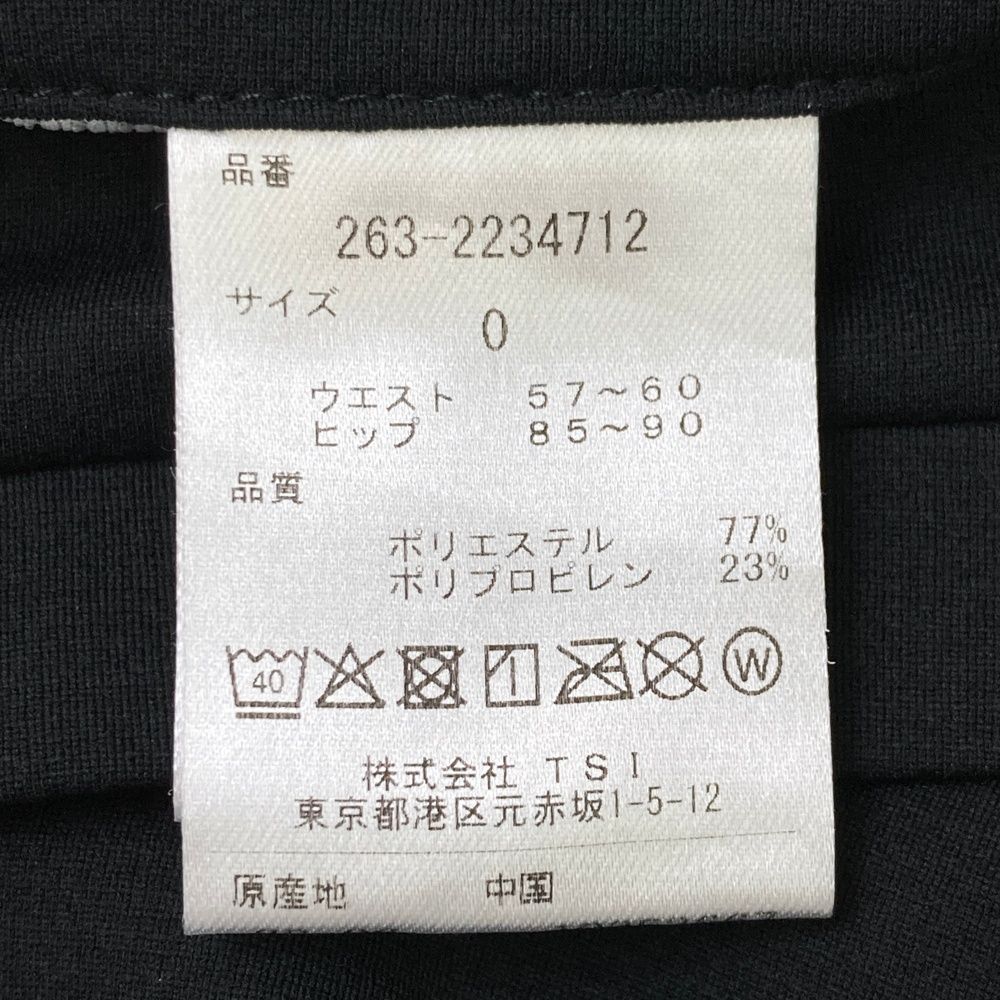 品番
263-2234712
サイズ
0
ウエスト 57~60
ヒップ 85~90
品質
ポリエステル 77%
ポリプロピレン 23%
40 W
株式会社 TSI
東京都港区元赤坂1-5-12
原産地 中国